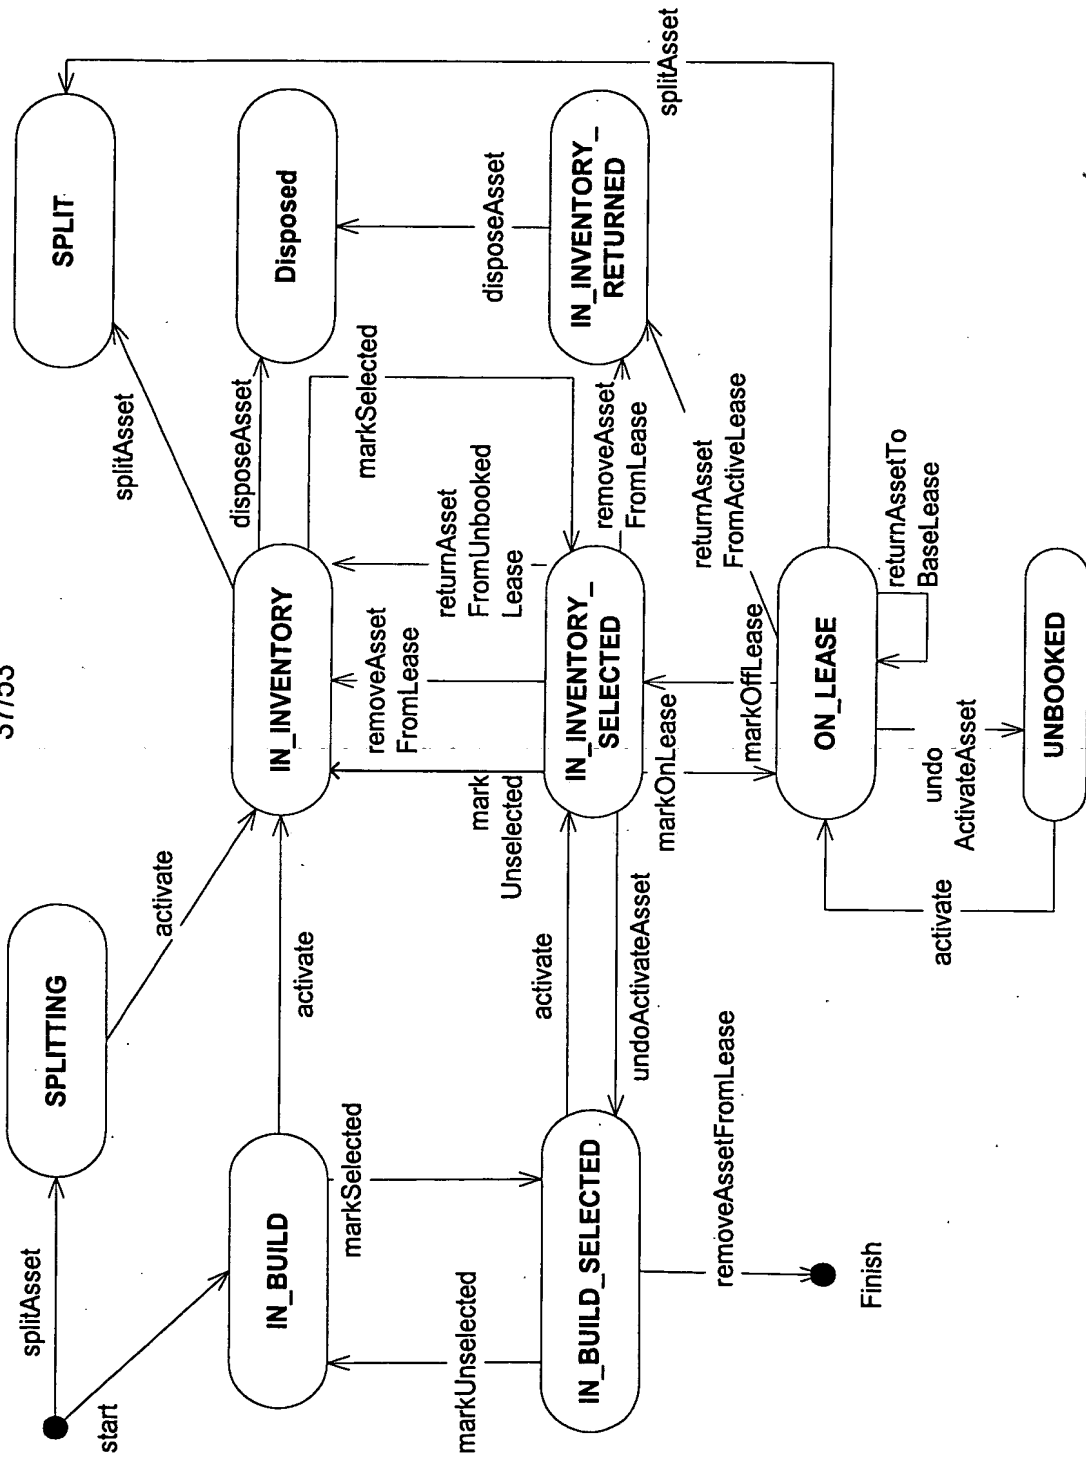 37/53
start
splitAsset
SPLITTING
activate
splitAsset
SPLIT
splitAsset
IN_BUILD
activate
IN_INVENTORY
disposeAsset
Disposed
markSelected
markUnselected
mark
Unselected
removeAsset
FromLease
returnAsset
FromUnbooked
Lease
markSelected
disposeAsset
IN_BUILD_SELECTED
activate
undoActivateAsset
IN_INVENTORY_
SELECTED
removeAsset
FromLease
IN_INVENTORY_
RETURNED
removeAssetFromLease
Finish
markOnLease
markOffLease
returnAsset
FromActiveLease
ON_LEASE
activate
undo
ActivateAsset
returnAssetTo
BaseLease
UNBOOKED